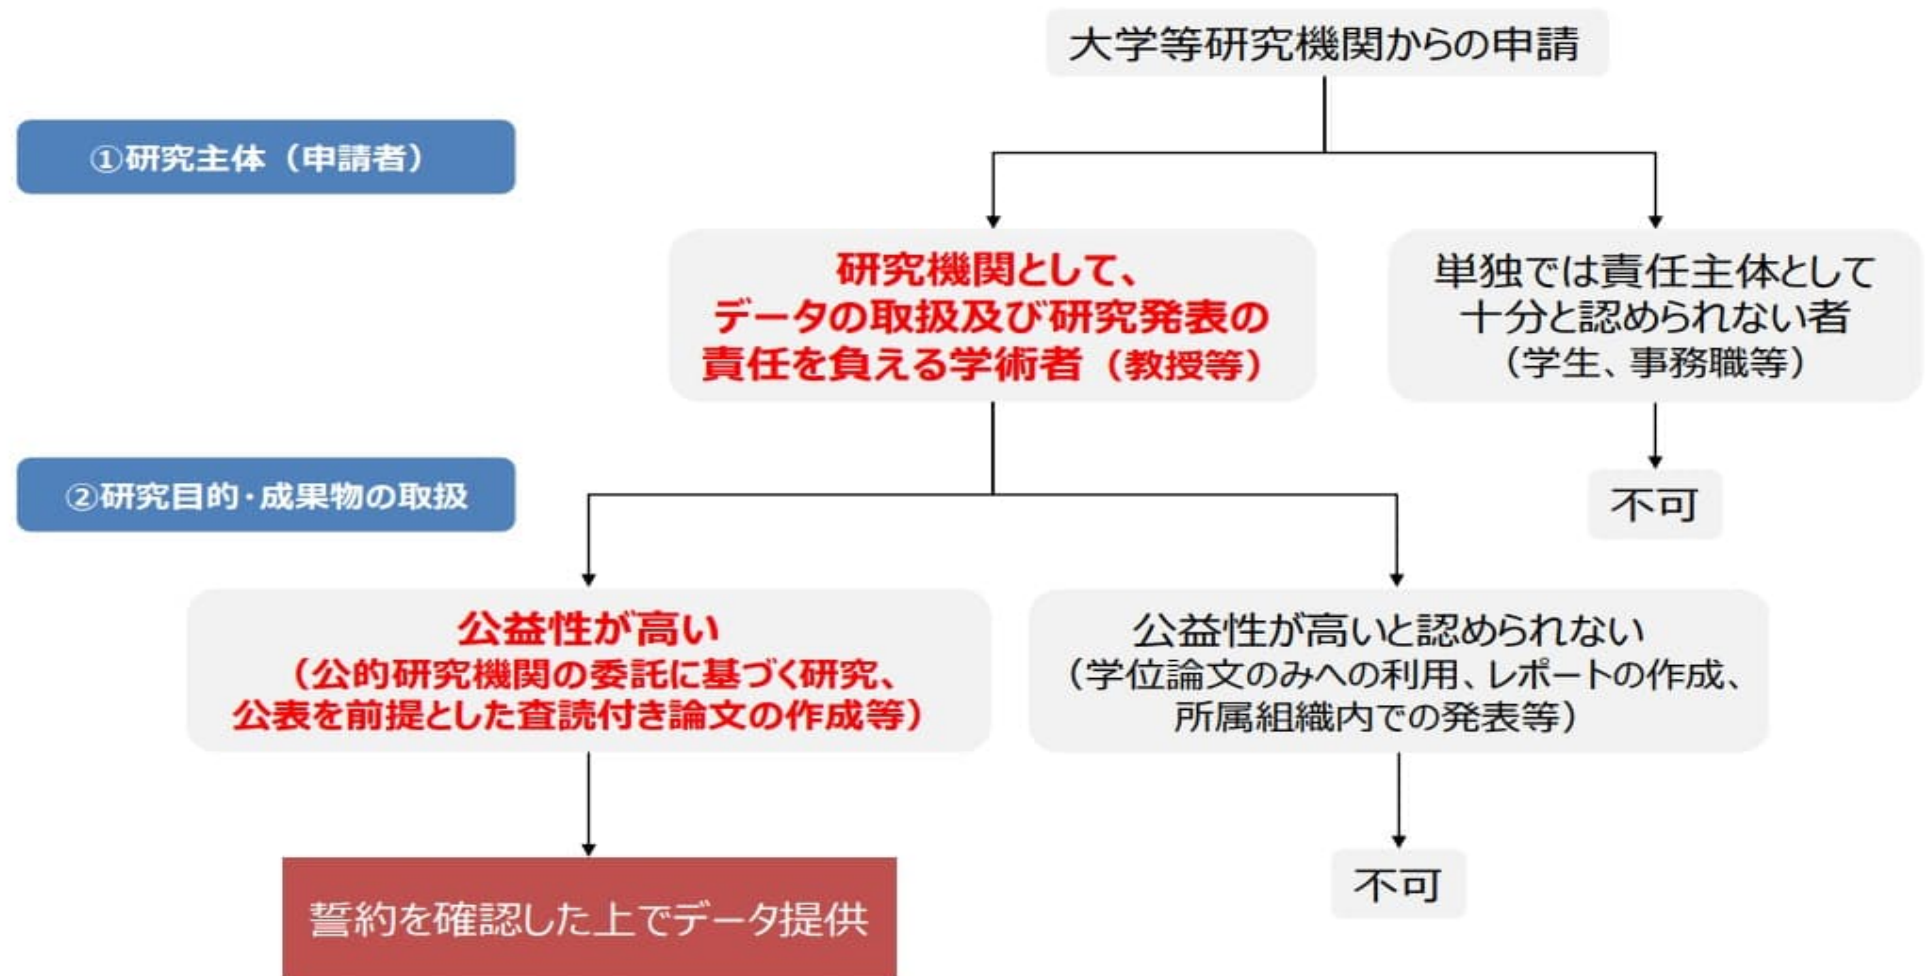 大学等研究機関からの申請
①研究主体（申請者）
研究機関として、
データの取扱及び研究発表の
責任を負える学術者（教授等）
単独では責任主体として
十分と認められない者
（学生、事務職等）
②研究目的･成果物の取扱
不可
公益性が高い
（公的研究機関の委託に基づく研究、
公表を前提とした査読付き論文の作成等）
公益性が高いと認められない
（学位論文のみへの利用、レポートの作成、
所属組織内での発表等）
誓約を確認した上でデータ提供
不可